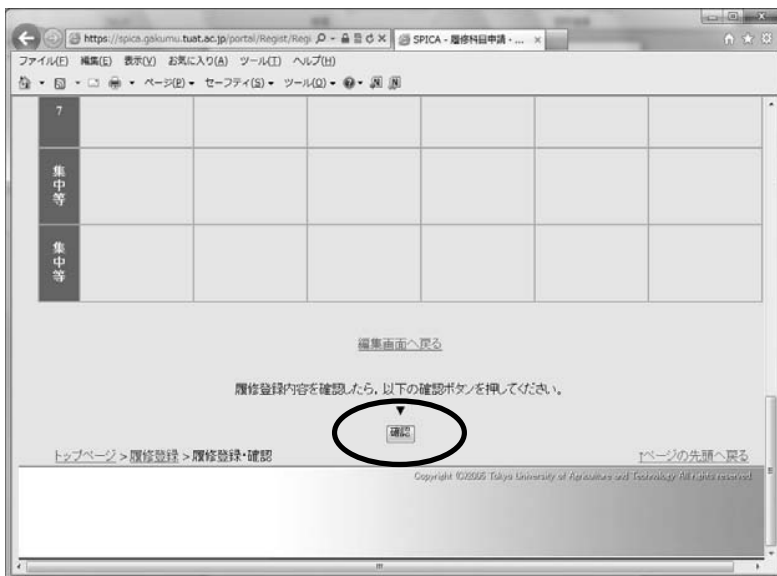 https://spica.gakumu.tuat.ac.jp/portal/Regist/Regi
SPICA - 履修科目申請・...
ファイル(F) 編集(E) 表示(V) お気に入り(A) ツール(T) ヘルプ(H)
ページ(P) セーフティ(S) ツール(O)
7
集中等
集中等
編集画面へ戻る
履修登録内容を確認したら、以下の確認ボタンを押してください。
▼
確認
トップページ > 履修登録 > 履修登録・確認 ↑ページの先頭へ戻る
Copyright (C)2005 Tokyo University of Agriculture and Technology All rights reserved.